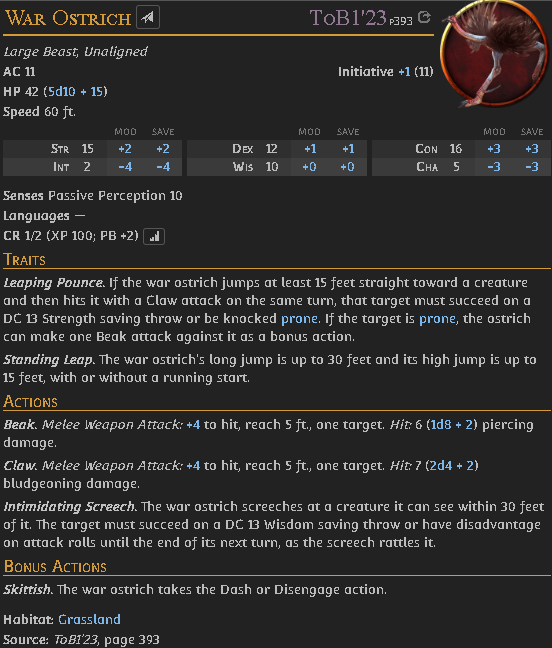 War Ostrich ToB1'23 p393
Large Beast, Unaligned
AC 11 Initiative +1 (11)
HP 42 (5d10 + 15)
Speed 60 ft.
MOD SAVE MOD SAVE MOD SAVE
Str 15 +2 +2 Dex 12 +1 +1 Con 16 +3 +3
Int 2 −4 −4 Wis 10 +0 +0 Cha 5 −3 −3
Senses Passive Perception 10
Languages —
CR 1/2 (XP 100; PB +2)
Traits
Leaping Pounce. If the war ostrich jumps at least 15 feet straight toward a creature
and then hits it with a Claw attack on the same turn, that target must succeed on a
DC 13 Strength saving throw or be knocked prone. If the target is prone, the ostrich
can make one Beak attack against it as a bonus action.
Standing Leap. The war ostrich's long jump is up to 30 feet and its high jump is up to
15 feet, with or without a running start.
Actions
Beak. Melee Weapon Attack: +4 to hit, reach 5 ft., one target. Hit: 6 (1d8 + 2) piercing
damage.
Claw. Melee Weapon Attack: +4 to hit, reach 5 ft., one target. Hit: 7 (2d4 + 2)
bludgeoning damage.
Intimidating Screech. The war ostrich screeches at a creature it can see within 30 feet
of it. The target must succeed on a DC 13 Wisdom saving throw or have disadvantage
on attack rolls until the end of its next turn, as the screech rattles it.
Bonus Actions
Skittish. The war ostrich takes the Dash or Disengage action.
Habitat: Grassland
Source: ToB1'23, page 393